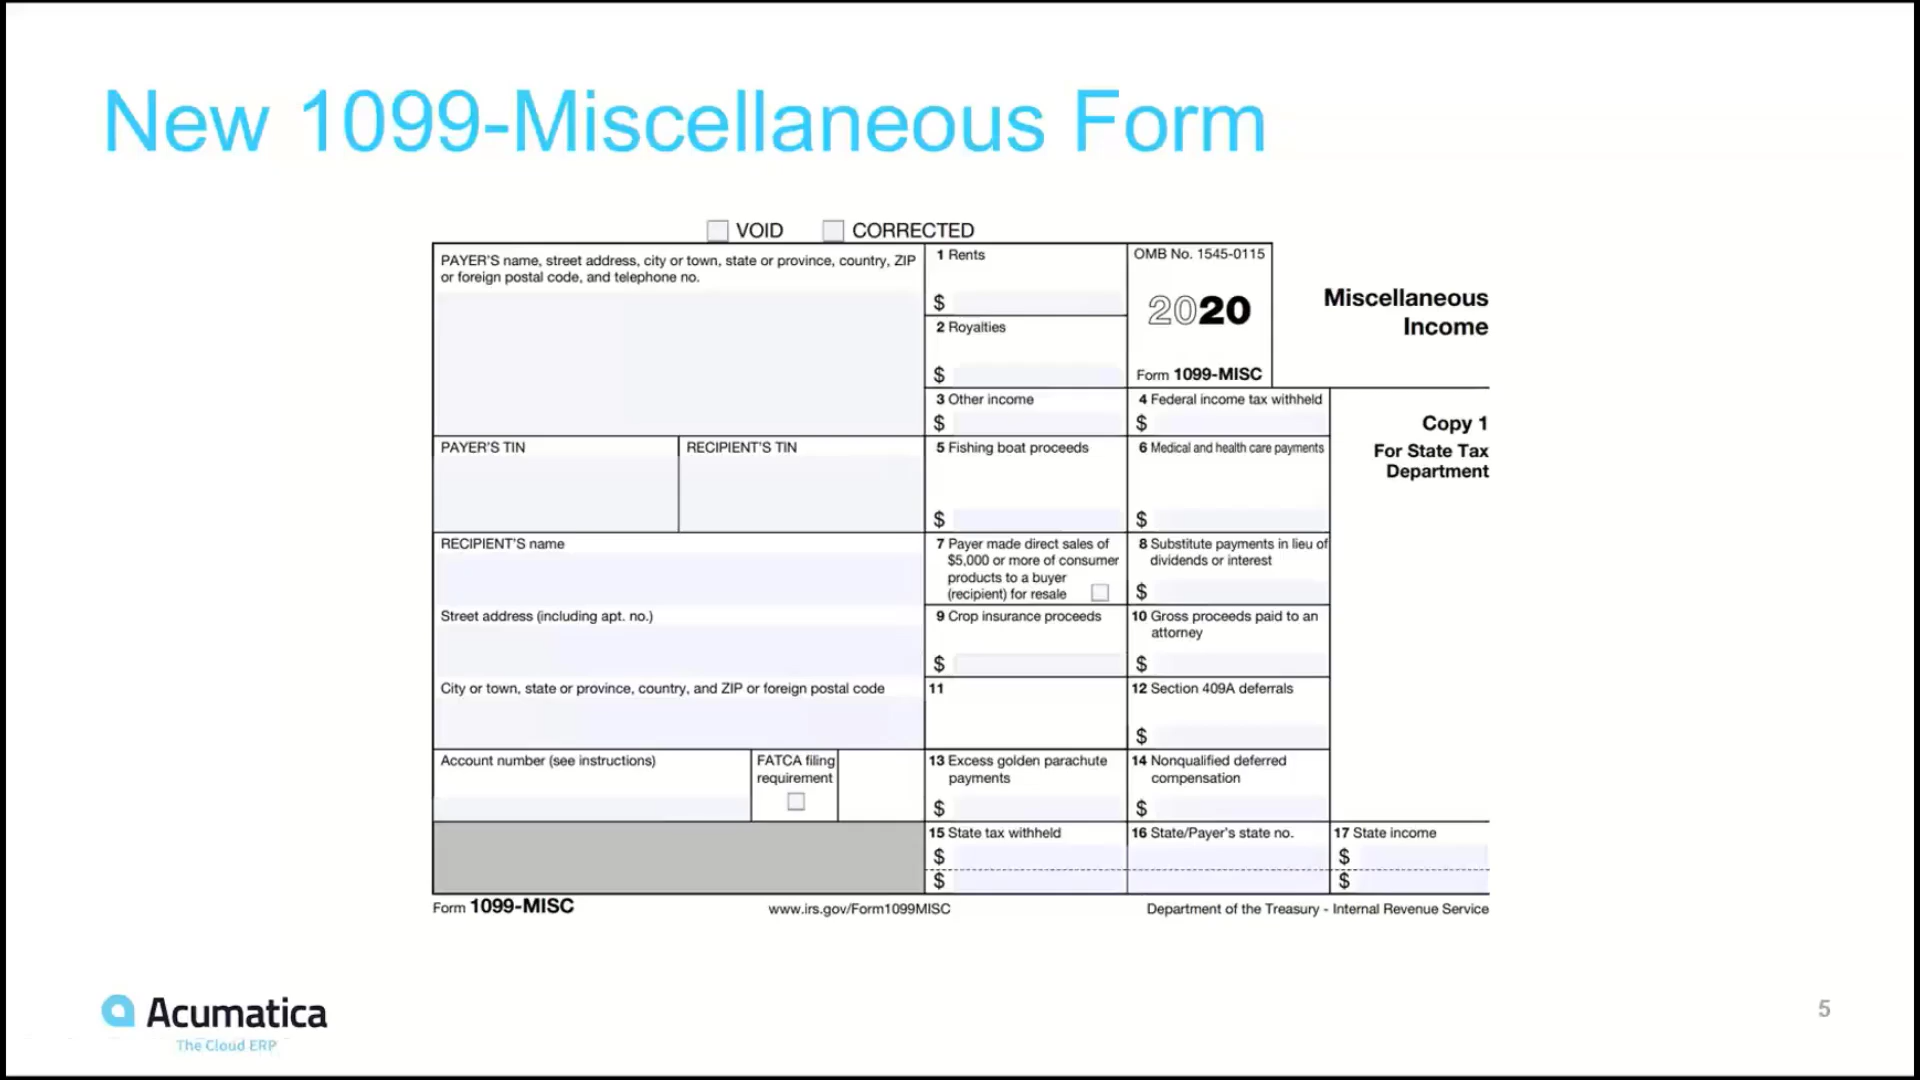 New 1099-Miscellaneous Form
VOID
CORRECTED
PAYER'S name, street address, city or town, state or province, country, ZIP
or foreign postal code, and telephone no.
1 Rents
$
OMB No. 1545-0115
2020
Form 1099-MISC
Miscellaneous
Income
2 Royalties
$
3 Other income
$
4 Federal income tax withheld
$
Copy 1
For State Tax
Department
PAYER'S TIN
RECIPIENT'S TIN
5 Fishing boat proceeds
$
6 Medical and health care payments
$
RECIPIENT'S name
7 Payer made direct sales of
$5,000 or more of consumer
products to a buyer
(recipient) for resale
8 Substitute payments in lieu of
dividends or interest
$
Street address (including apt. no.)
9 Crop insurance proceeds
$
10 Gross proceeds paid to an
attorney
$
City or town, state or province, country, and ZIP or foreign postal code
11
12 Section 409A deferrals
$
Account number (see instructions)
FATCA filing
requirement
13 Excess golden parachute
payments
$
14 Nonqualified deferred
compensation
$
15 State tax withheld
$
$
16 State/Payer's state no.
17 State income
$
$
Form 1099-MISC
www.irs.gov/Form1099MISC
Department of the Treasury - Internal Revenue Service
Acumatica
The Cloud ERP
5